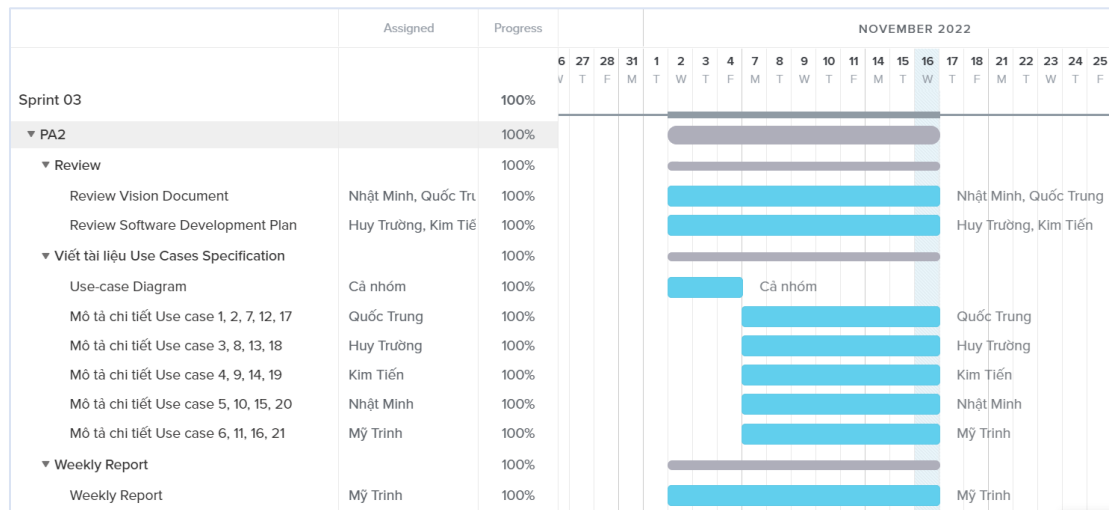 Assigned Progress NOVEMBER 2022
6 27 28 31 1 2 3 4 7 8 9 10 11 14 15 16 17 18 21 22 23 24 25
W T F M T W T F M T W T F M T W T F M T W T F
Sprint 03 100%
PA2 100%
Review 100%
Review Vision Document Nhật Minh, Quốc Tru 100% Nhật Minh, Quốc Trung
Review Software Development Plan Huy Trường, Kim Tiế 100% Huy Trường, Kim Tiến
Viết tài liệu Use Cases Specification 100%
Use-case Diagram Cả nhóm 100% Cả nhóm
Mô tả chi tiết Use case 1, 2, 7, 12, 17 Quốc Trung 100% Quốc Trung
Mô tả chi tiết Use case 3, 8, 13, 18 Huy Trường 100% Huy Trường
Mô tả chi tiết Use case 4, 9, 14, 19 Kim Tiến 100% Kim Tiến
Mô tả chi tiết Use case 5, 10, 15, 20 Nhật Minh 100% Nhật Minh
Mô tả chi tiết Use case 6, 11, 16, 21 Mỹ Trinh 100% Mỹ Trinh
Weekly Report 100%
Weekly Report Mỹ Trinh 100% Mỹ Trinh